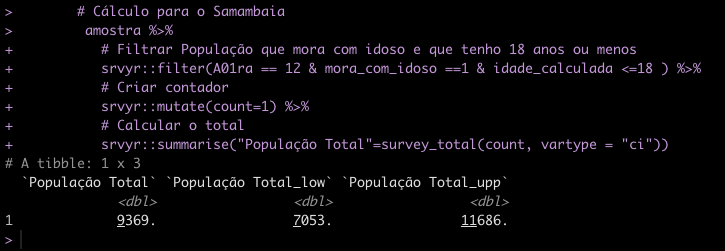 > # Cálculo para o Samambaia
> amostra %>%
+ # Filtrar População que mora com idoso e que tenho 18 anos ou menos
+ srvyr::filter(A01ra == 12 & mora_com_idoso ==1 & idade_calculada <=18 ) %>%
+ # Criar contador
+ srvyr::mutate(count=1) %>%
+ # Calcular o total
+ srvyr::summarise("População Total"=survey_total(count, vartype = "ci"))
# A tibble: 1 x 3
`População Total` `População Total_low` `População Total_upp`
<dbl> <dbl> <dbl>
1 9369. 7053. 11686.
>